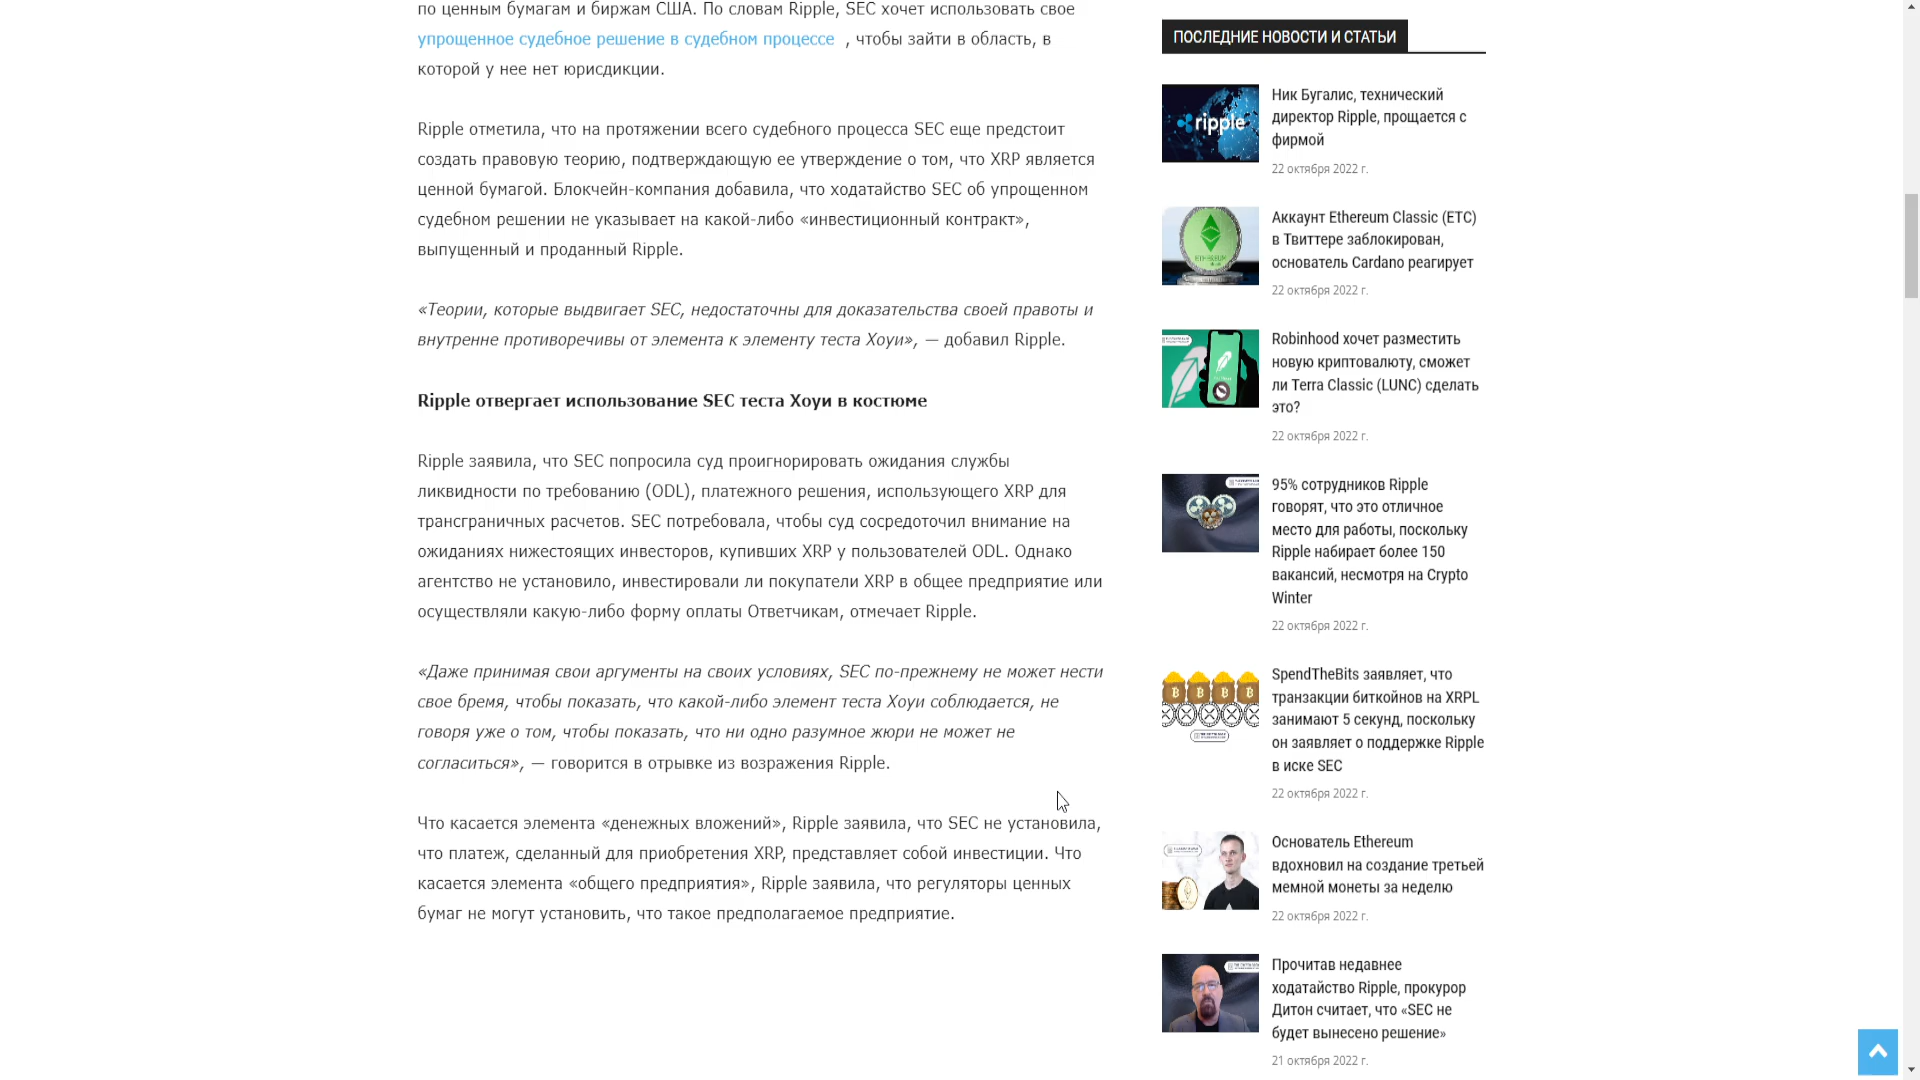 по ценным бумагам и биржам США. По словам Ripple, SEC хочет использовать свое
упрощенное судебное решение в судебном процессе , чтобы зайти в область, в
которой у нее нет юрисдикции.
Ripple отметила, что на протяжении всего судебного процесса SEC еще предстоит
создать правовую теорию, подтверждающую ее утверждение о том, что XRP является
ценной бумагой. Блокчейн-компания добавила, что ходатайство SEC об упрощенном
судебном решении не указывает на какой-либо «инвестиционный контракт»,
выпущенный и проданный Ripple.
«Теории, которые выдвигает SEC, недостаточны для доказательства своей правоты и
внутренне противоречивы от элемента к элементу теста Хоуи», — добавил Ripple.
Ripple отвергает использование SEC теста Хоуи в костюме
Ripple заявила, что SEC попросила суд проигнорировать ожидания службы
ликвидности по требованию (ODL), платежного решения, использующего XRP для
трансграничных расчетов. SEC потребовала, чтобы суд сосредоточил внимание на
ожиданиях нижестоящих инвесторов, купивших XRP у пользователей ODL. Однако
агентство не установило, инвестировали ли покупатели XRP в общее предприятие или
осуществляли какую-либо форму оплаты Ответчикам, отмечает Ripple.
«Даже принимая свои аргументы на своих условиях, SEC по-прежнему не может нести
свое бремя, чтобы показать, что какой-либо элемент теста Хоуи соблюдается, не
говоря уже о том, чтобы показать, что ни одно разумное жюри не может не
согласиться», — говорится в отрывке из возражения Ripple.
Что касается элемента «денежных вложений», Ripple заявила, что SEC не установила,
что платеж, сделанный для приобретения XRP, представляет собой инвестиции. Что
касается элемента «общего предприятия», Ripple заявила, что регуляторы ценных
бумаг не могут установить, что такое предполагаемое предприятие.
ПОСЛЕДНИЕ НОВОСТИ И СТАТЬИ
ripple
Ник Бугалис, технический
директор Ripple, прощается с
фирмой
22 октября 2022 г.
Аккаунт Ethereum Classic (ETC)
в Твиттере заблокирован,
основатель Cardano реагирует
22 октября 2022 г.
Robinhood хочет разместить
новую криптовалюту, сможет
ли Terra Classic (LUNC) сделать
это?
22 октября 2022 г.
95% сотрудников Ripple
говорят, что это отличное
место для работы, поскольку
Ripple набирает более 150
вакансий, несмотря на Crypto
Winter
22 октября 2022 г.
SpendTheBits заявляет, что
транзакции биткойнов на XRPL
занимают 5 секунд, поскольку
он заявляет о поддержке Ripple
в иске SEC
22 октября 2022 г.
Основатель Ethereum
вдохновил на создание третьей
мемной монеты за неделю
22 октября 2022 г.
Прочитав недавнее
ходатайство Ripple, прокурор
Дитон считает, что «SEC не
будет вынесено решение»
21 октября 2022 г.